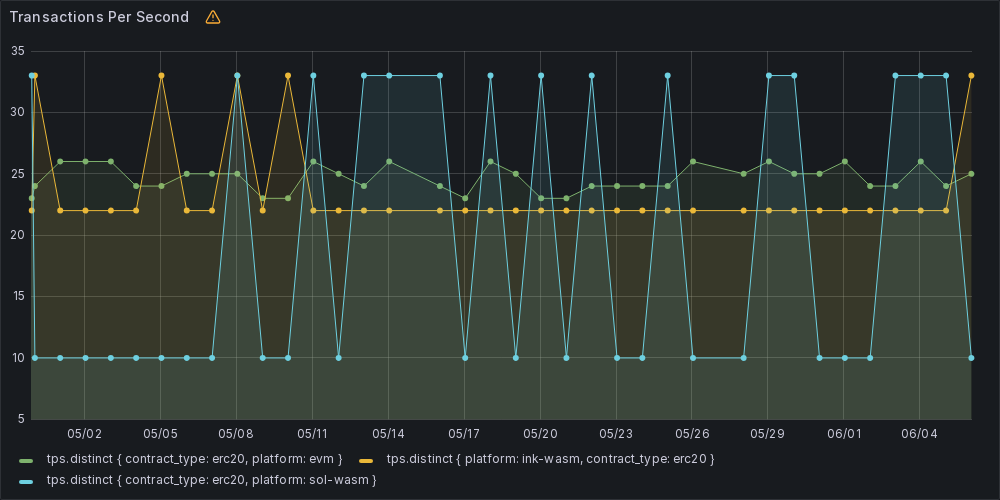 Transactions Per Second
35
30
25
20
15
10
5
05/02 05/05 05/08 05/11 05/14 05/17 05/20 05/23 05/26 05/29 06/01 06/04
tps.distinct { contract_type: erc20, platform: evm } tps.distinct { platform: ink-wasm, contract_type: erc20 }
tps.distinct { contract_type: erc20, platform: sol-wasm }